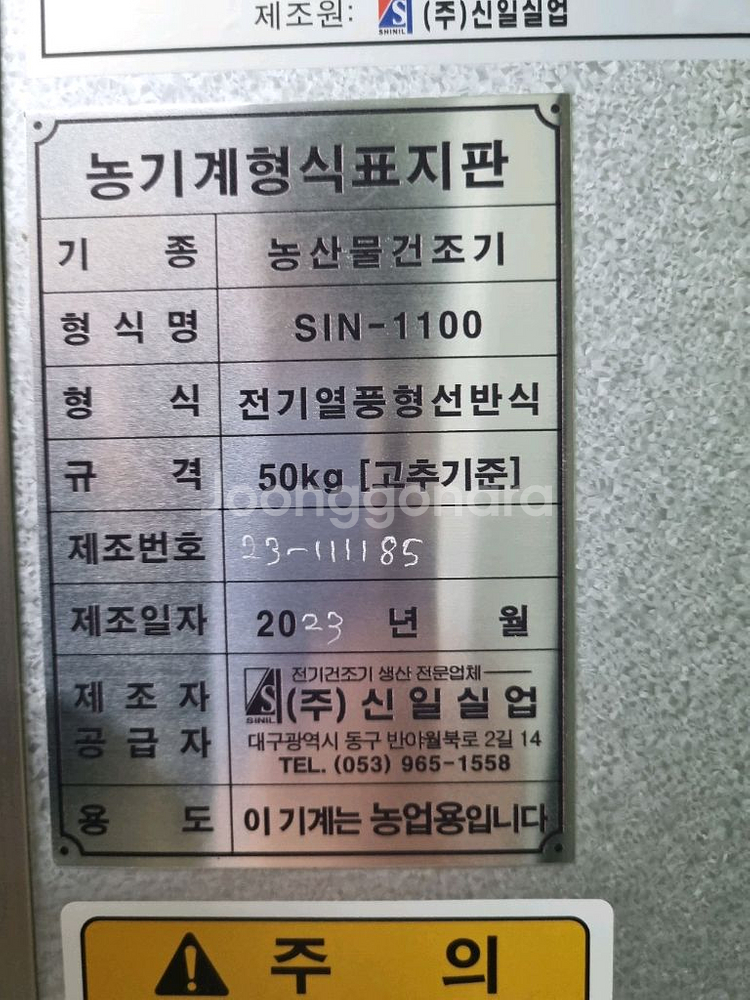 제조원: SHINIL (주)신일실업
농기계형식표지판
기 종 농산물건조기
형 식 명 SIN-1100
형 식 전기열풍형선반식
규 격 50kg [고추기준]
joonggonara
제조번호 23-111185
제조일자 2023 년 월
전기건조기 생산 전문업체
제 조 자 SINIL (주) 신일실업
공 급 자 대구광역시 동구 반야월북로 2길 14
TEL. (053) 965-1558
용 도 이 기계는 농업용입니다
주 의